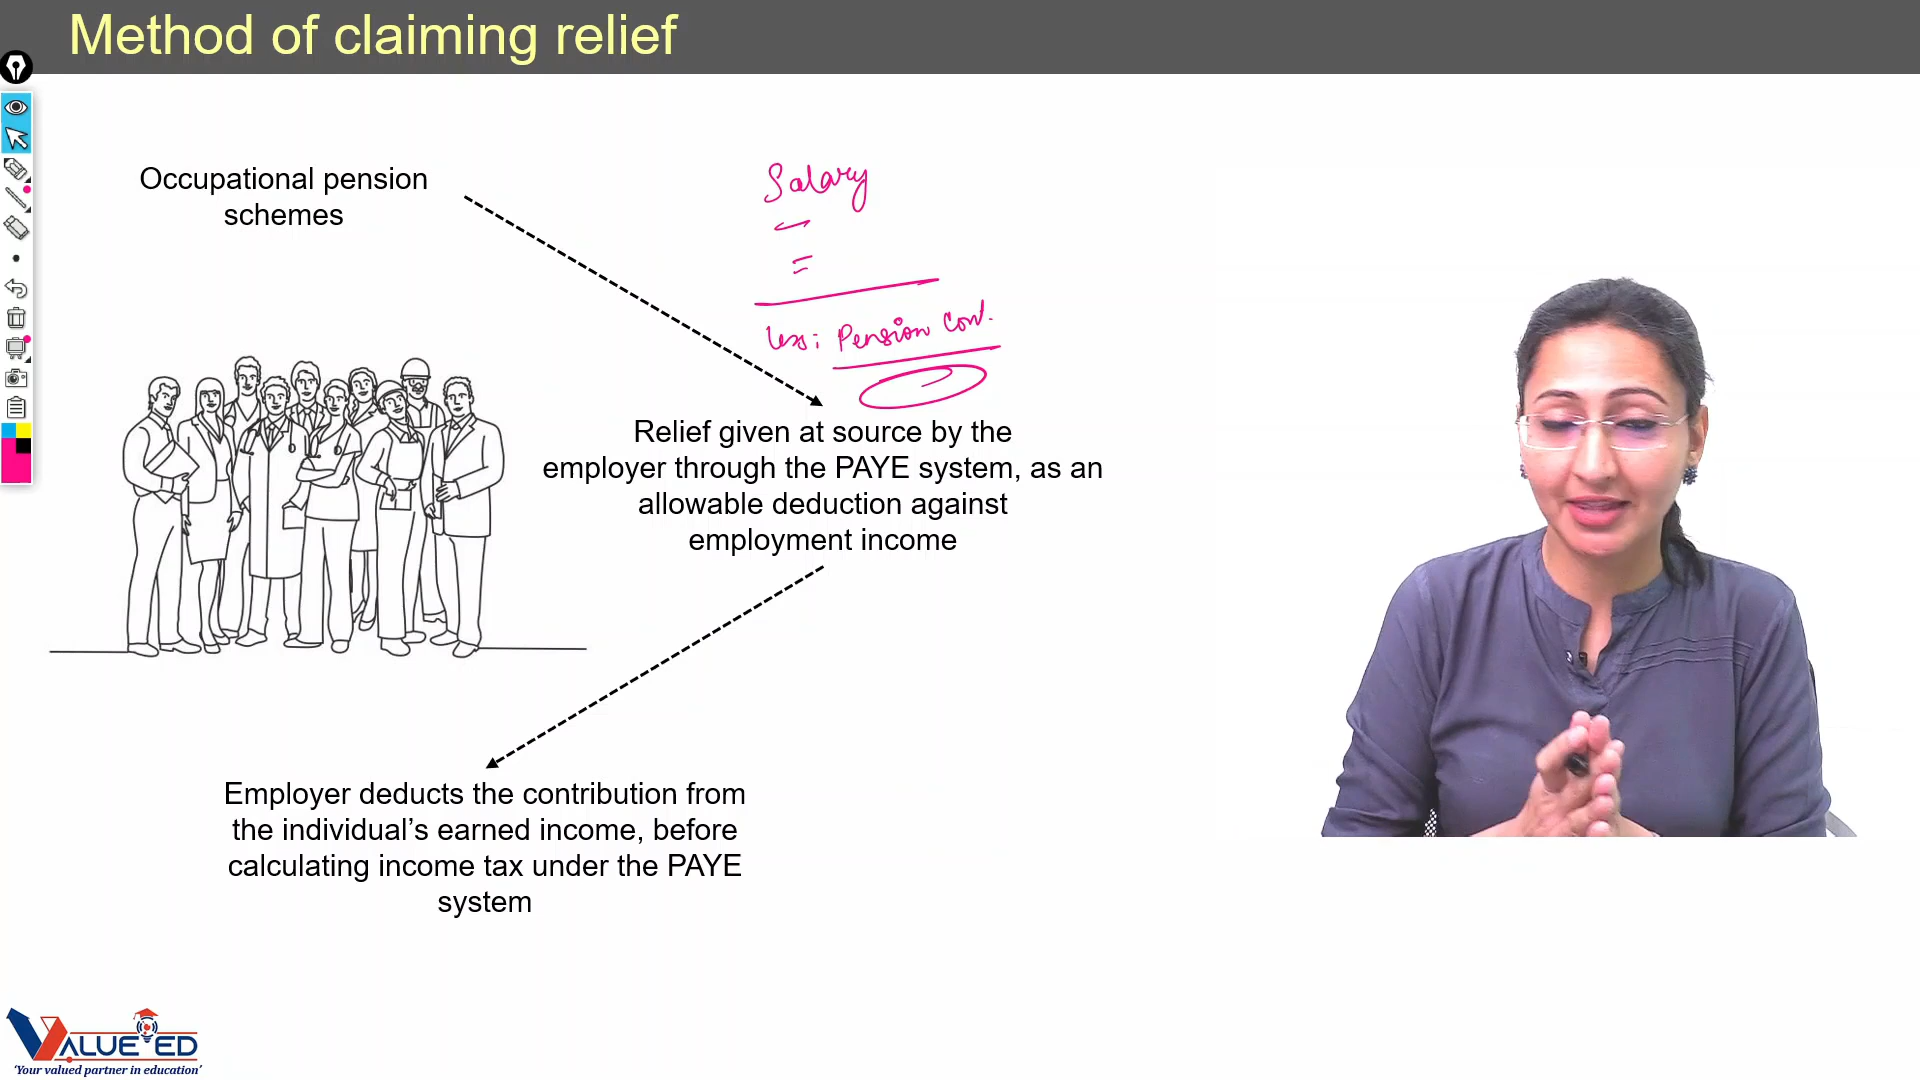 Method of claiming relief
Occupational pension
schemes
Salary
Less: Pension Cont.
Relief given at source by the
employer through the PAYE system, as an
allowable deduction against
employment income
Employer deducts the contribution from
the individual’s earned income, before
calculating income tax under the PAYE
system
VALUE ED
‘Your valued partner in education’